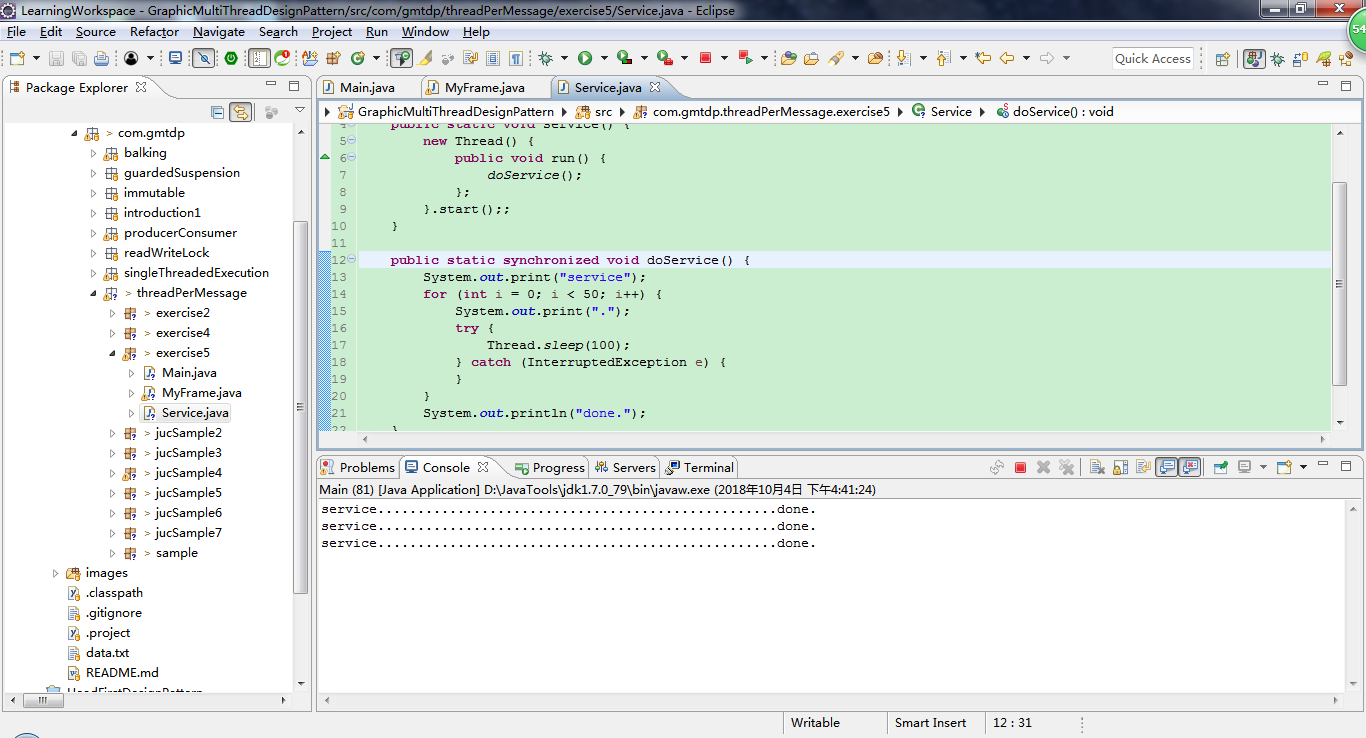 LearningWorkspace - GraphicMultiThreadDesignPattern/src/com/gmtdp/threadPerMessage/exercise5/Service.java - Eclipse
54
File Edit Source Refactor Navigate Search Project Run Window Help
Quick Access
Package Explorer
Main.java MyFrame.java Service.java
GraphicMultiThreadDesignPattern src com.gmtdp.threadPerMessage.exercise5 Service doService() : void
> com.gmtdp
balking
guardedSuspension
immutable
introduction1
producerConsumer
readWriteLock
singleThreadedExecution
> threadPerMessage
> exercise2
> exercise4
> exercise5
Main.java
MyFrame.java
Service.java
> jucSample2
> jucSample3
> jucSample4
> jucSample5
> jucSample6
> jucSample7
> sample
images
.classpath
.gitignore
.project
data.txt
README.md
HeadFirstDesignPattern
4 public static void service() {
5 new Thread() {
6 public void run() {
7 doService();
8 };
9 }.start();;
10 }
11
12 public static synchronized void doService() {
13 System.out.print("service");
14 for (int i = 0; i < 50; i++) {
15 System.out.print(".");
16 try {
17 Thread.sleep(100);
18 } catch (InterruptedException e) {
19 }
20 }
21 System.out.println("done.");
22 }
Problems Console Progress Servers Terminal
Main (81) [Java Application] D:\JavaTools\jdk1.7.0_79\bin\javaw.exe (2018年10月4日 下午4:41:24)
service..................................................done.
service..................................................done.
service..................................................done.
Writable Smart Insert 12 : 31